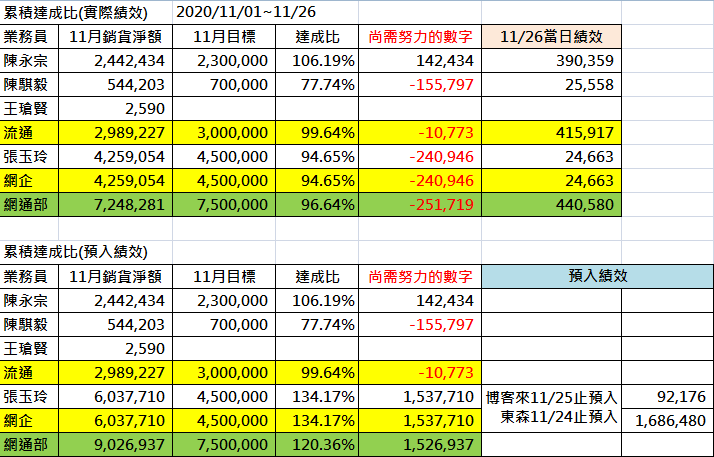 累積達成比(實際績效) 2020/11/01~11/26
業務員 11月銷貨淨額 11月目標 達成比 尚需努力的數字 11/26當日績效
陳永宗 2,442,434 2,300,000 106.19% 142,434 390,359
陳騏毅 544,203 700,000 77.74% -155,797 25,558
王瑲賢 2,590
流通 2,989,227 3,000,000 99.64% -10,773 415,917
張玉玲 4,259,054 4,500,000 94.65% -240,946 24,663
網企 4,259,054 4,500,000 94.65% -240,946 24,663
網通部 7,248,281 7,500,000 96.64% -251,719 440,580
累積達成比(預入績效)
業務員 11月銷貨淨額 11月目標 達成比 尚需努力的數字 預入績效
陳永宗 2,442,434 2,300,000 106.19% 142,434
陳騏毅 544,203 700,000 77.74% -155,797
王瑲賢 2,590
流通 2,989,227 3,000,000 99.64% -10,773
張玉玲 6,037,710 4,500,000 134.17% 1,537,710 博客來11/25止預入 92,176
網企 6,037,710 4,500,000 134.17% 1,537,710 東森11/24止預入 1,686,480
網通部 9,026,937 7,500,000 120.36% 1,526,937